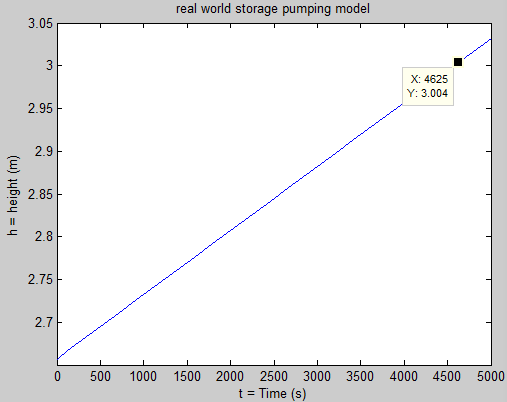 real world storage pumping model
3.05
3
2.95
2.9
2.85
2.8
2.75
2.7
h = height (m)
X: 4625
Y: 3.004
0 500 1000 1500 2000 2500 3000 3500 4000 4500 5000
t = Time (s)